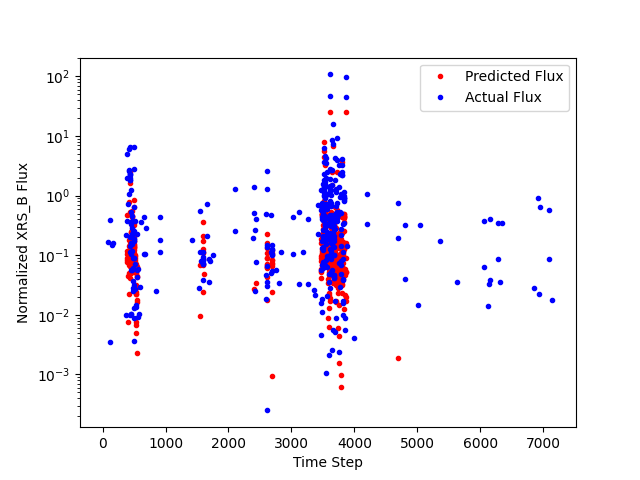 Predicted Flux
Actual Flux
Normalized XRS_B Flux
10²
10¹
10⁰
10⁻¹
10⁻²
10⁻³
0 1000 2000 3000 4000 5000 6000 7000
Time Step